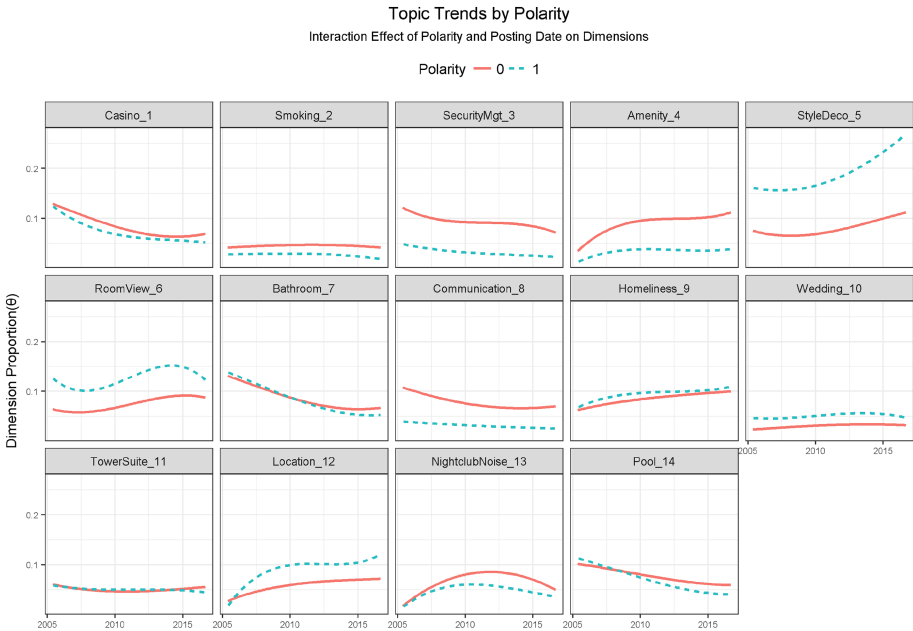 Topic Trends by Polarity
Interaction Effect of Polarity and Posting Date on Dimensions
Polarity 0 1
Casino_1 Smoking_2 SecurityMgt_3 Amenity_4 StyleDeco_5
0.2
0.1
RoomView_6 Bathroom_7 Communication_8 Homeliness_9 Wedding_10
0.2
0.1
Dimension Proportion(θ)
2005 2010 2015
TowerSuite_11 Location_12 NightclubNoise_13 Pool_14
0.2
0.1
2005 2010 2015 2005 2010 2015 2005 2010 2015 2005 2010 2015